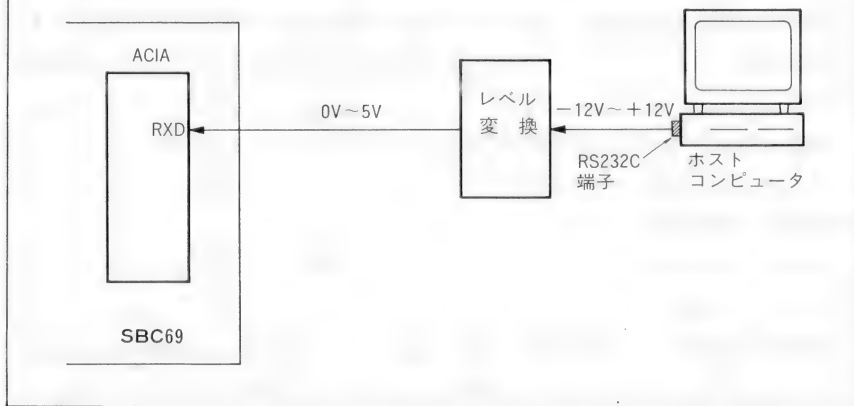 ACIA
RXD
0V～5V
レベル
変 換
－12V～＋12V
RS232C
端子
ホスト
コンピュータ
SBC69